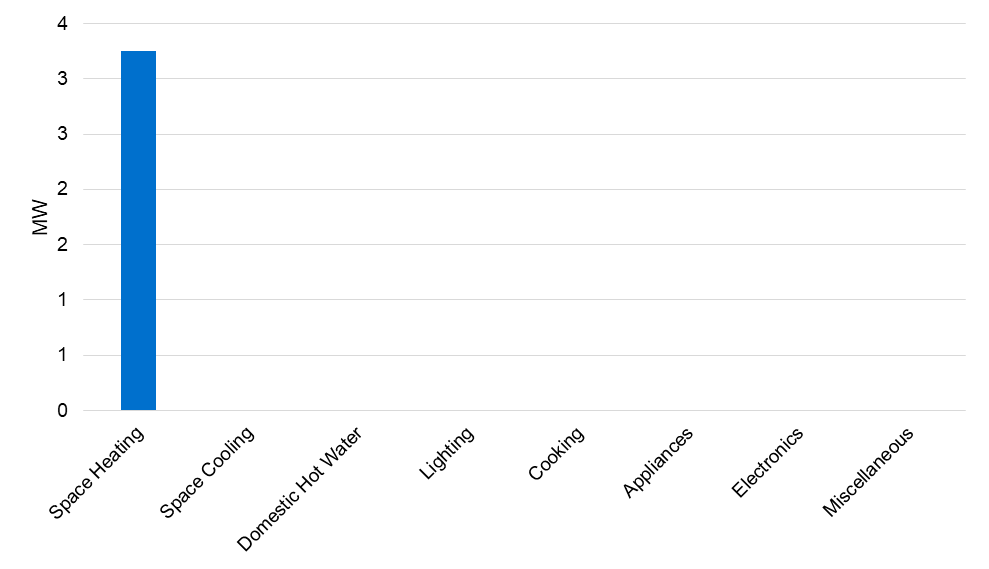 4
3
3
2
2
1
1
0
MW
Space Heating
Space Cooling
Domestic Hot Water
Lighting
Cooking
Appliances
Electronics
Miscellaneous